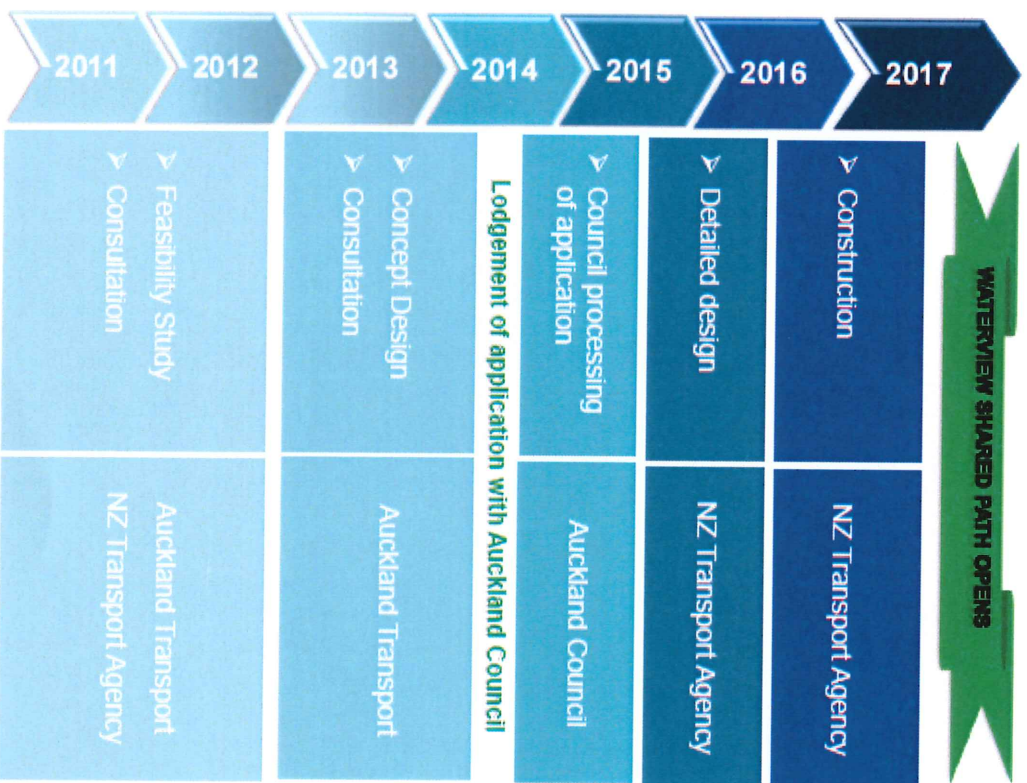 2011
2012
2013
2014
2015
2016
2017
WATERVIEW SHARED PATH OPENS
Construction
NZ Transport Agency
Detailed design
NZ Transport Agency
Council processing
of application
Auckland Council
Lodgement of application with Auckland Council
Concept Design
Consultation
Auckland Transport
Feasibility Study
Consultation
Auckland Transport
NZ Transport Agency